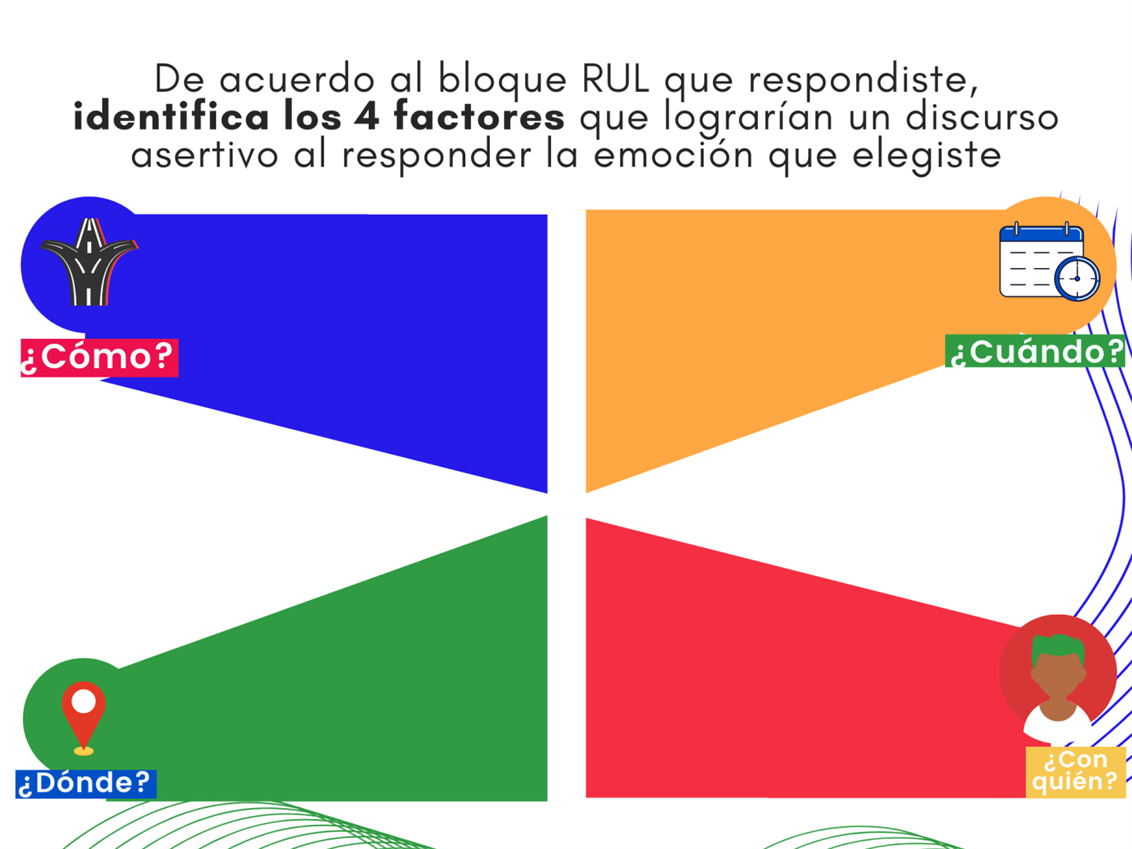 De acuerdo al bloque RUL que respondiste,
identifica los 4 factores que lograrían un discurso
asertivo al responder la emoción que elegiste
¿Cómo?
¿Cuándo?
¿Dónde?
¿Con
quién?